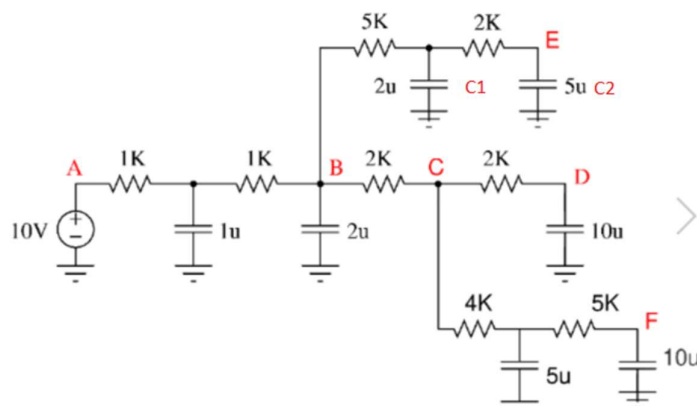 5K 2K E
2u C1 5u C2
A 1K 1K B 2K C 2K D
10V 1u 2u 10u
4K 5K F
5u 10u